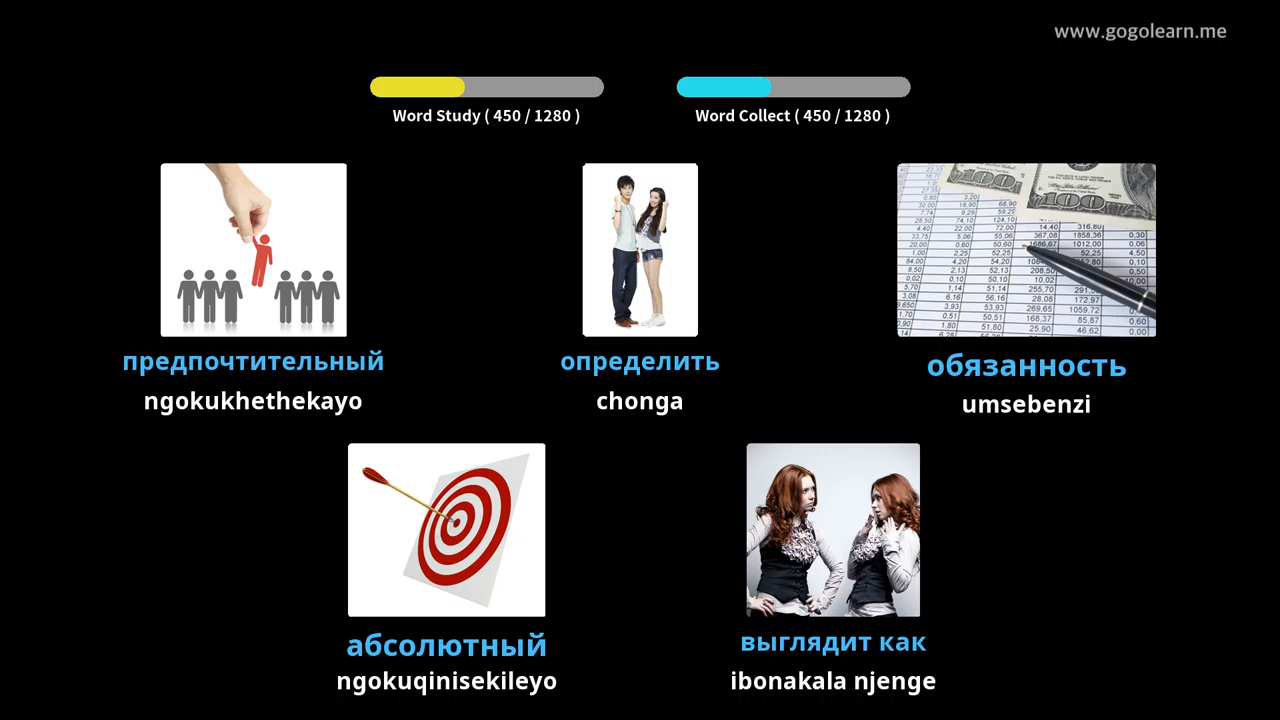 www.gogolearn.me
Word Study ( 450 / 1280 )
Word Collect ( 450 / 1280 )
предпочтительный
ngokukhethekayo
определить
chonga
обязанность
umsebenzi
абсолютный
ngokuqinisekileyo
выглядит как
ibonakala njenge